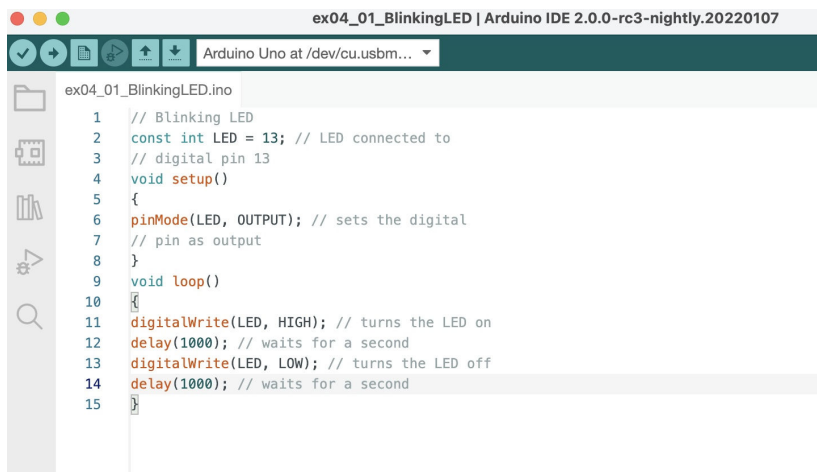 ex04_01_BlinkingLED | Arduino IDE 2.0.0-rc3-nightly.20220107
Arduino Uno at /dev/cu.usbm...
ex04_01_BlinkingLED.ino
1 // Blinking LED
2 const int LED = 13; // LED connected to
3 // digital pin 13
4 void setup()
5 {
6 pinMode(LED, OUTPUT); // sets the digital
7 // pin as output
8 }
9 void loop()
10 {
11 digitalWrite(LED, HIGH); // turns the LED on
12 delay(1000); // waits for a second
13 digitalWrite(LED, LOW); // turns the LED off
14 delay(1000); // waits for a second
15 }